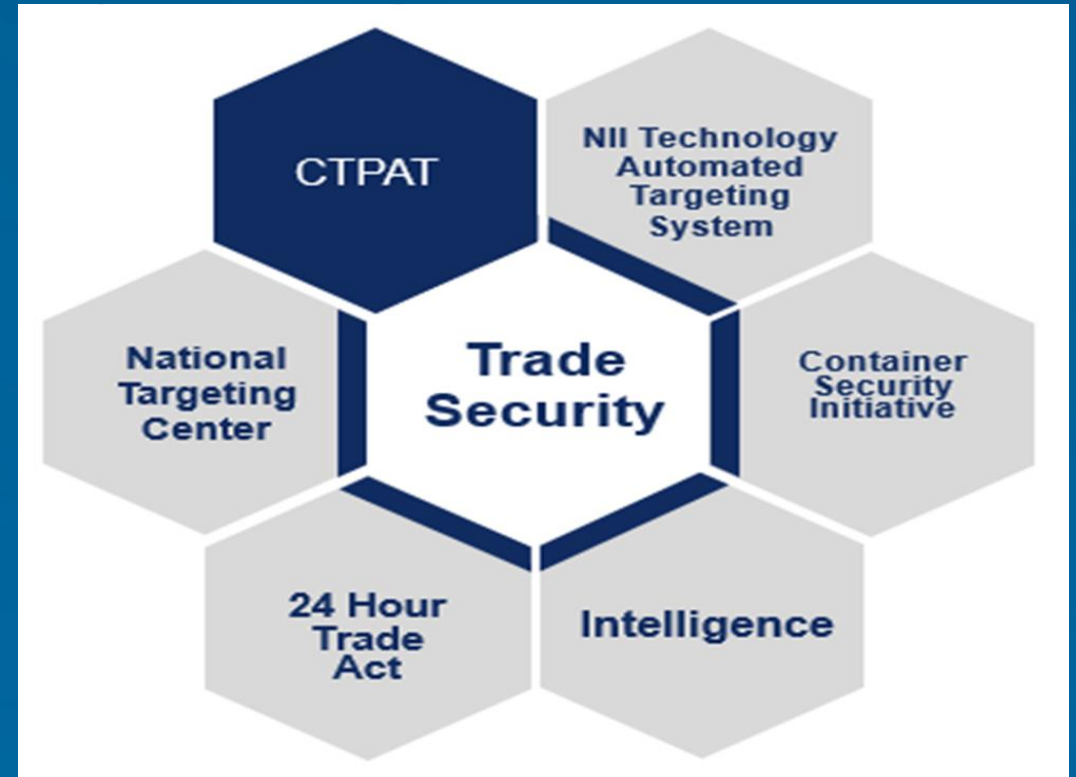 CTPAT
NII Technology
Automated
Targeting
System
National
Targeting
Center
Trade
Security
Container
Security
Initiative
24 Hour
Trade
Act
Intelligence